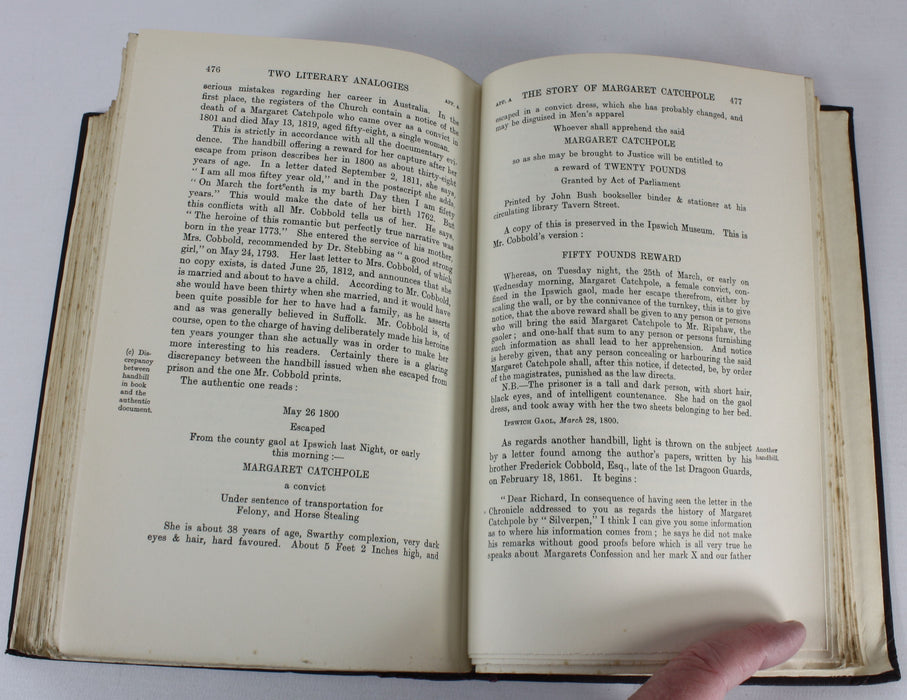 476
TWO LITERARY ANALOGIES
APP. A
serious mistakes regarding her career in Australia. In the
first place, the registers of the Church contain a notice of the
death of a Margaret Catchpole who came over as a convict in
1801 and died May 13, 1819, aged fifty-eight, a single woman.
This is strictly in accordance with all the documentary evi-
dence. The handbill offering a reward for her capture after her
escape from prison describes her in 1800 as about thirty-eight
years of age. In a letter dated September 2, 1811, she says,
"I am all mos fiftey year old," and in the postscript she adds,
"On March the fortenth is my barth Day then I am fifety
years." This would make the date of her birth 1762. But
this conflicts with all Mr. Cobbold tells us of her. He says,
"The heroine of this romantic but perfectly true narrative was
born in the year 1773." She entered the service of his mother,
Mrs. Cobbold, recommended by Dr. Stebbing as "a good strong
girl," on May 24, 1793. Her last letter to Mrs. Cobbold, of which
no copy exists, is dated June 25, 1812, and announces that she
is married and about to have a child. According to Mr. Cobbold,
she would have been thirty when she married, and it would have
been quite possible for her to have had a family, as he asserts
and as was generally believed in Suffolk. Mr. Cobbold is, of
course, open to the charge of having deliberately made his heroine
ten years younger than she actually was in order to make her
more interesting to his readers. Certainly there is a glaring
discrepancy between the handbill issued when she escaped from
prison and the one Mr. Cobbold prints.
The authentic one reads :
(c) Dis-
crepancy
between
handbill
in book
and the
authentic
document.
May 26 1800
Escaped
From the county gaol at Ipswich last Night, or early
this morning :—
MARGARET CATCHPOLE
a convict
Under sentence of transportation for
Felony, and Horse Stealing
She is about 38 years of age, Swarthy complexion, very dark
eyes & hair, hard favoured. About 5 Feet 2 Inches high, and
APP. A
THE STORY OF MARGARET CATCHPOLE
477
escaped in a convict dress, which she has probably changed, and
may be disguised in Men's apparel
Whoever shall apprehend the said
MARGARET CATCHPOLE
so as she may be brought to Justice will be entitled to
a reward of TWENTY POUNDS
Granted by Act of Parliament
Printed by John Bush bookseller binder & stationer at his
circulating library Tavern Street.
A copy of this is preserved in the Ipswich Museum. This is
Mr. Cobbold's version :
FIFTY POUNDS REWARD
Whereas, on Tuesday night, the 25th of March, or early on
Wednesday morning, Margaret Catchpole, a female convict, con-
fined in the Ipswich gaol, made her escape therefrom, either by
scaling the wall, or by the connivance of the turnkey, this is to give
notice, that the above reward shall be given to any person or persons
who will bring the said Margaret Catchpole to Mr. Ripshaw, the
gaoler ; and one-half that sum to any person or persons furnishing
such information as shall lead to her apprehension. And notice
is hereby given, that any person concealing or harbouring the said
Margaret Catchpole shall, after this notice, if detected, be, by order
of the magistrates, punished as the law directs.
N.B.—The prisoner is a tall and dark person, with short hair,
black eyes, and of intelligent countenance. She had on the gaol
dress, and took away with her the two sheets belonging to her bed.
IPSWICH GAOL, March 28, 1800.
As regards another handbill, light is thrown on the subject
by a letter found among the author's papers, written by his
brother Frederick Cobbold, Esq., late of the 1st Dragoon Guards,
on February 18, 1861. It begins :
Another
handbill.
"Dear Richard, In consequence of having seen the letter in the
Chronicle addressed to you as regards the history of Margaret
Catchpole by "Silverpen," I think I can give you some information
as to where his information comes from ; he says he did not make
his remarks without good proofs before which is all very true he
speaks about Margarets Confession and her mark X and our father